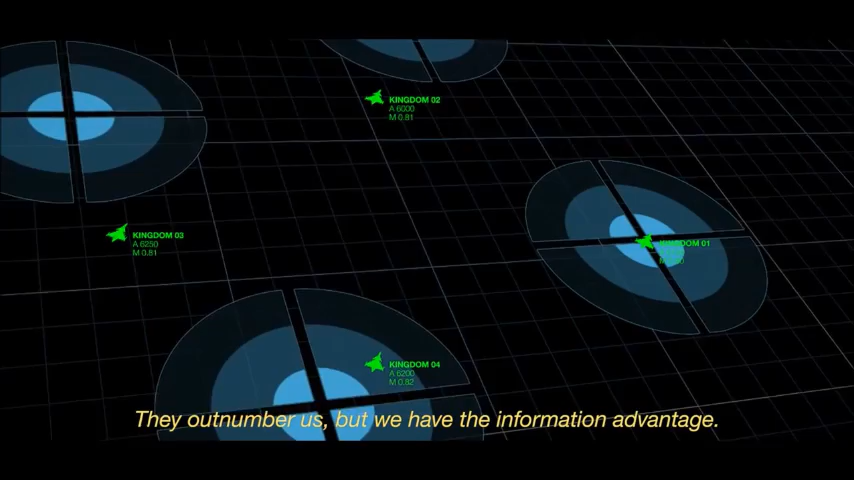 KINGDOM 02
A 6000
M 0.81
KINGDOM 03
A 6250
M 0.81
KINGDOM 01
KINGDOM 04
A 6200
M 0.82
They outnumber us, but we have the information advantage.